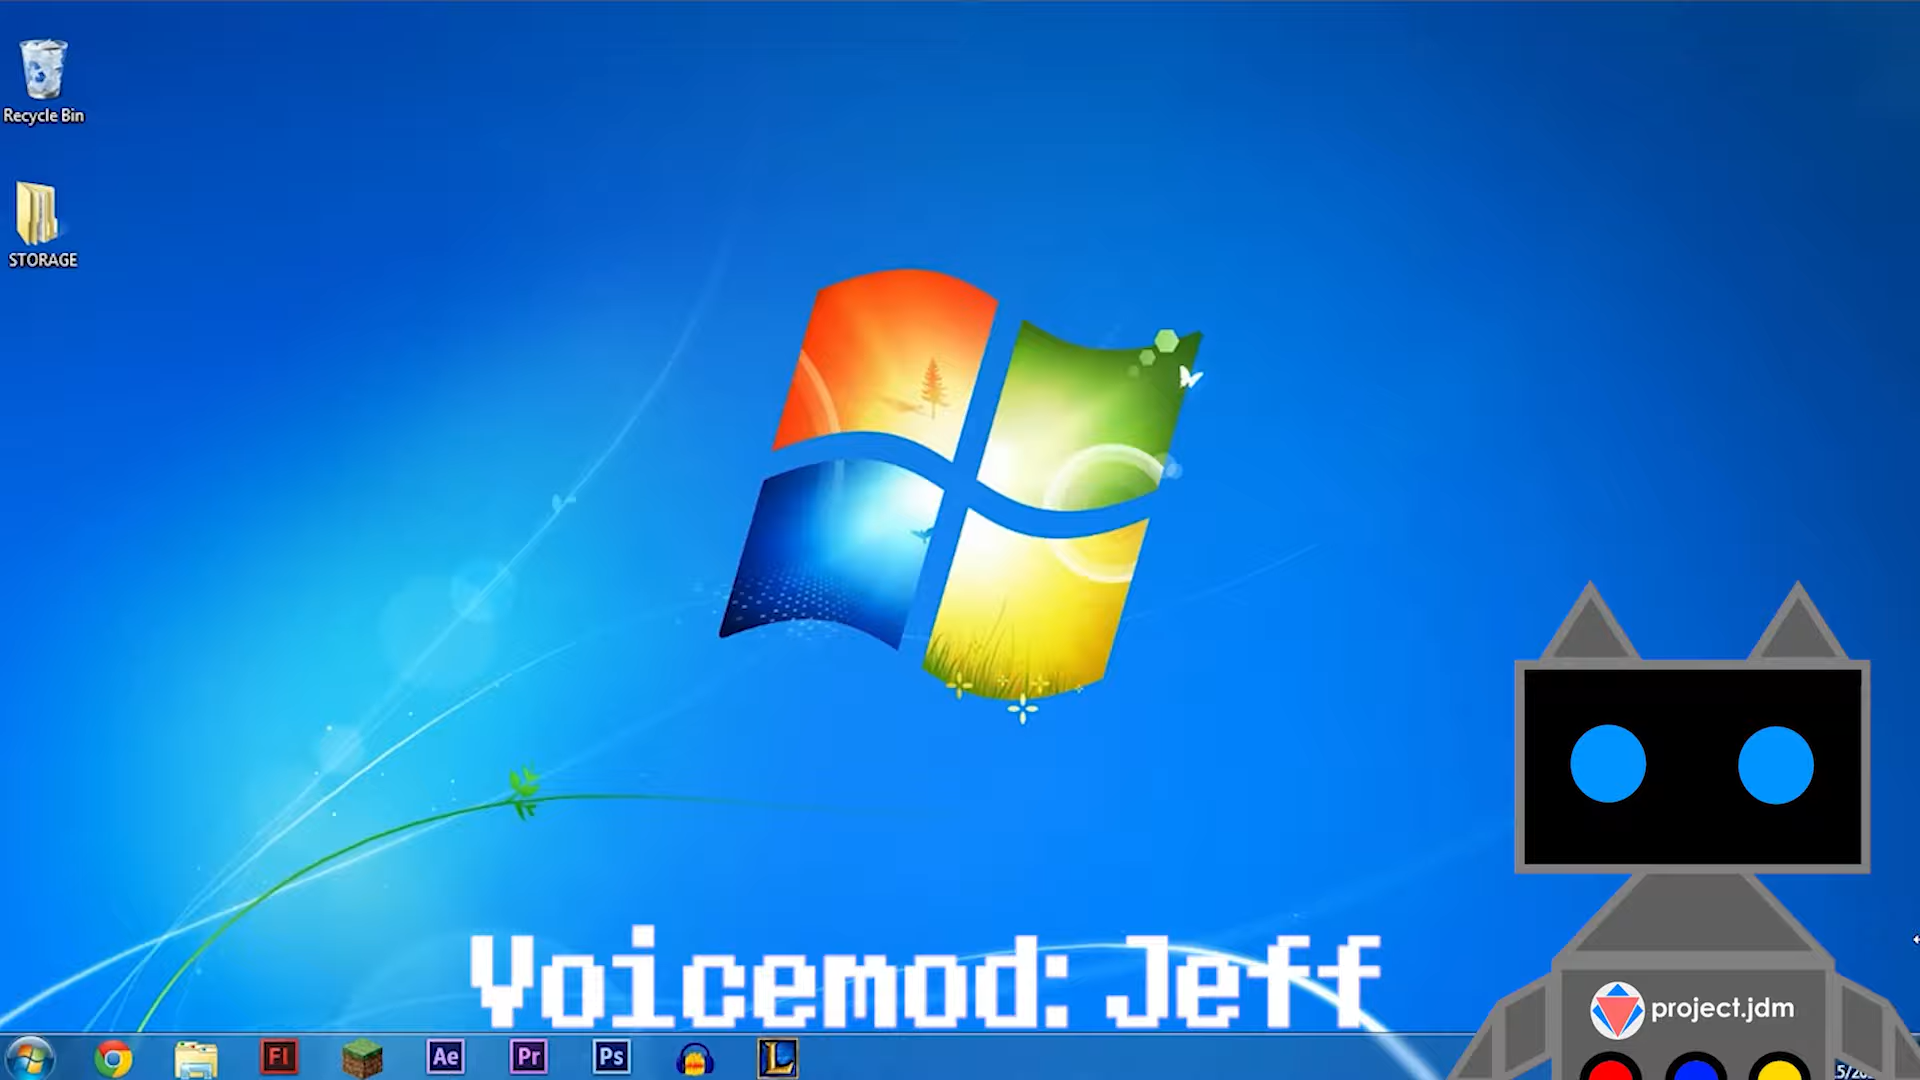 Recycle Bin
STORAGE
Voicemod: Jeff
project.jdm
Fl
Ae
Pr
Ps
L